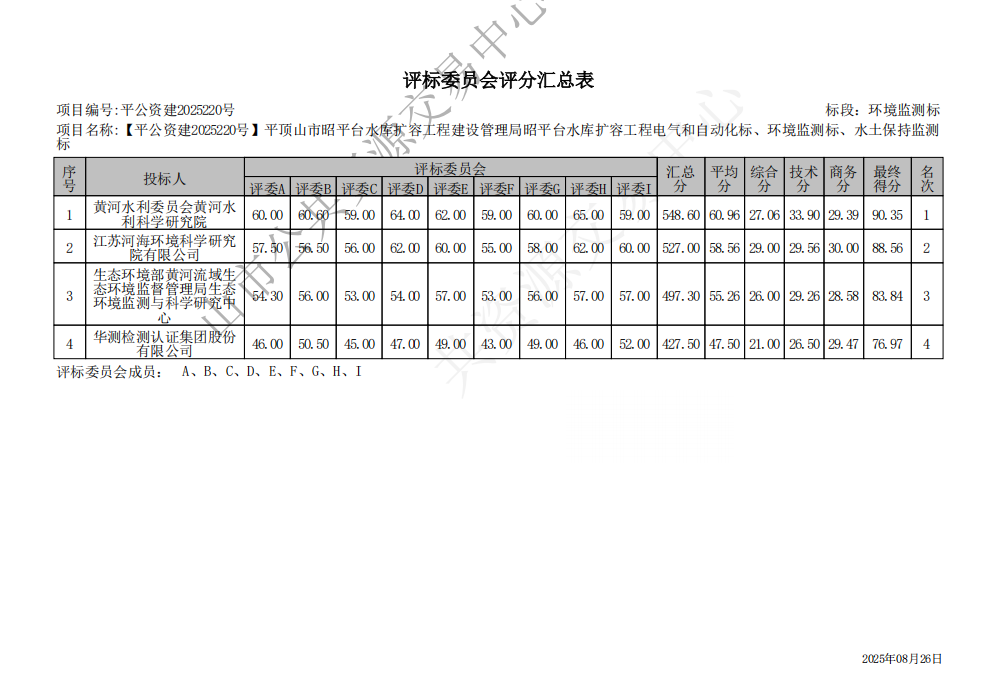 评标委员会评分汇总表
项目编号:平公资建2025220号 标段: 环境监测标
项目名称:【平公资建2025220号】平顶山市昭平台水库扩容工程建设管理局昭平台水库扩容工程电气和自动化标、环境监测标、水土保持监测
标
序号 投标人 评标委员会 汇总分 平均分 综合分 技术分 商务分 最终得分 名次
评委A 评委B 评委C 评委D 评委E 评委F 评委G 评委H 评委I
1 黄河水利委员会黄河水利科学研究院 60.00 60.60 59.00 64.00 62.00 59.00 60.00 65.00 59.00 548.60 60.96 27.06 33.90 29.39 90.35 1
2 江苏河海环境科学研究院有限公司 57.50 56.50 56.00 62.00 60.00 55.00 58.00 62.00 60.00 527.00 58.56 29.00 29.56 30.00 88.56 2
3 生态环境部黄河流域生态环境监督管理局生态环境监测与科学研究中心 54.30 56.00 53.00 54.00 57.00 53.00 56.00 57.00 57.00 497.30 55.26 26.00 29.26 28.58 83.84 3
4 华测检测认证集团股份有限公司 46.00 50.50 45.00 47.00 49.00 43.00 49.00 46.00 52.00 427.50 47.50 21.00 26.50 29.47 76.97 4
评标委员会成员: A、B、C、D、E、F、G、H、I
山市公共资源交易中心
共资源交易中心
2025年08月26日